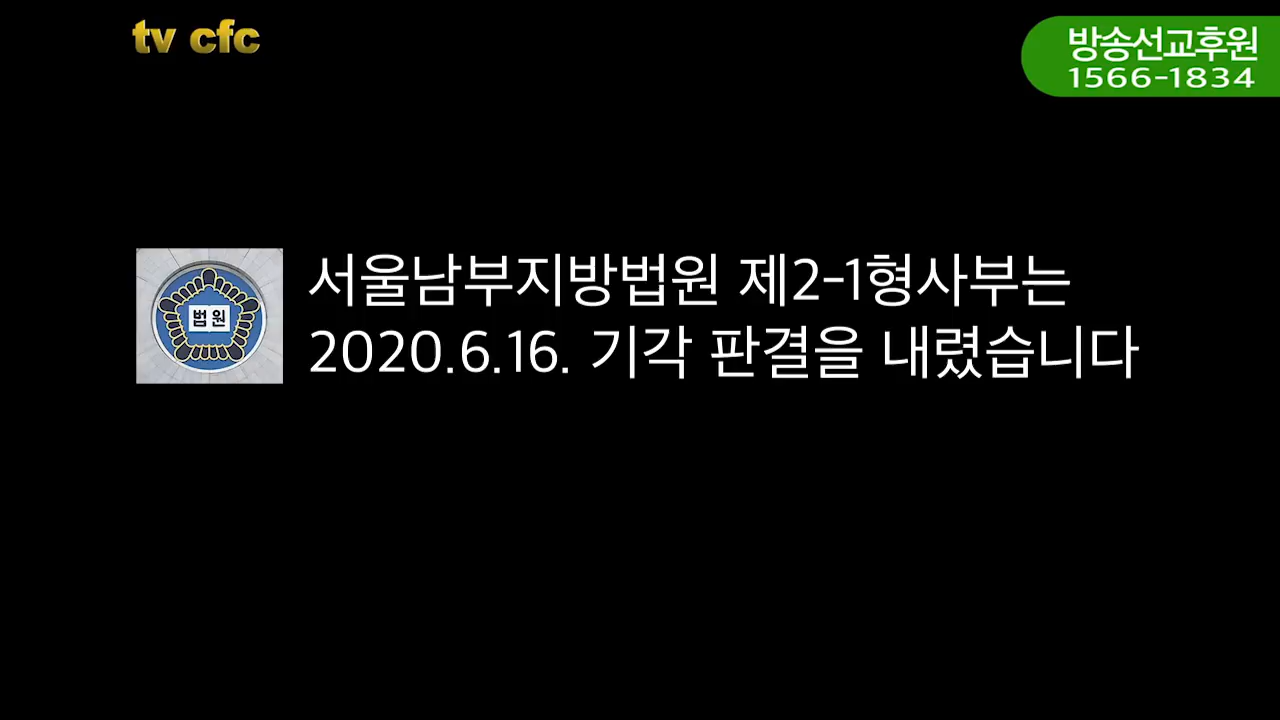 tv cfc
방송선교후원
1566-1834
법원
서울남부지방법원 제2-1형사부는
2020.6.16. 기각 판결을 내렸습니다